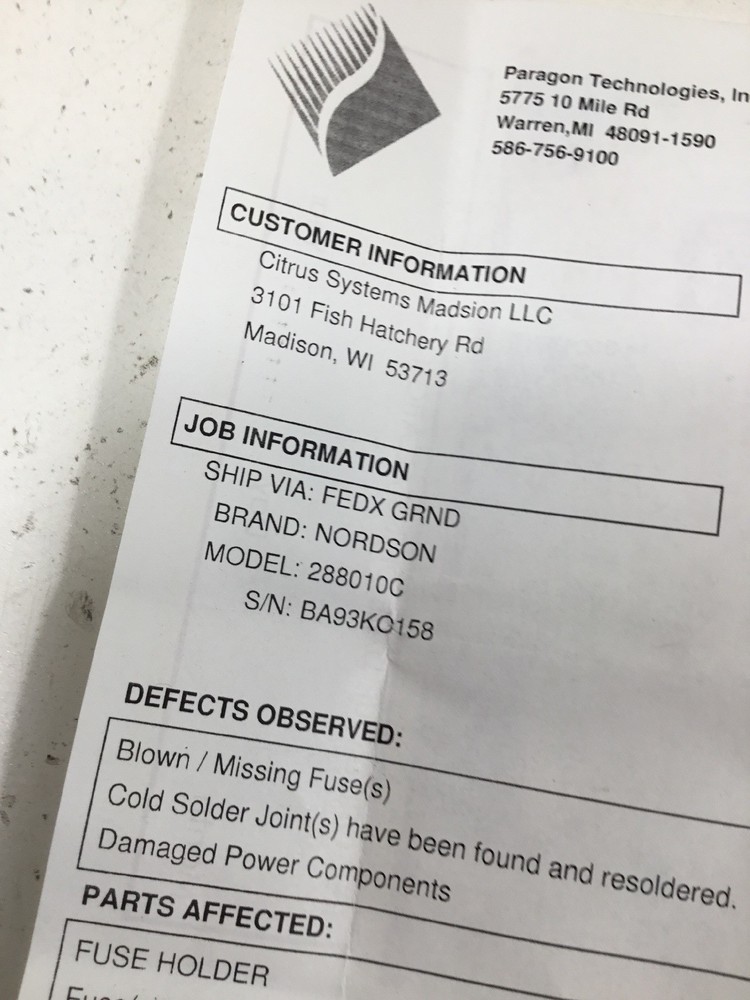 Paragon Technologies, In
5775 10 Mile Rd
Warren,MI 48091-1590
586-756-9100
CUSTOMER INFORMATION
Citrus Systems Madsion LLC
3101 Fish Hatchery Rd
Madison, WI 53713
JOB INFORMATION
SHIP VIA: FEDX GRND
BRAND: NORDSON
MODEL: 288010C
S/N: BA93KO158
DEFECTS OBSERVED:
Blown / Missing Fuse(s)
Cold Solder Joint(s) have been found and resoldered.
Damaged Power Components
PARTS AFFECTED:
FUSE HOLDER